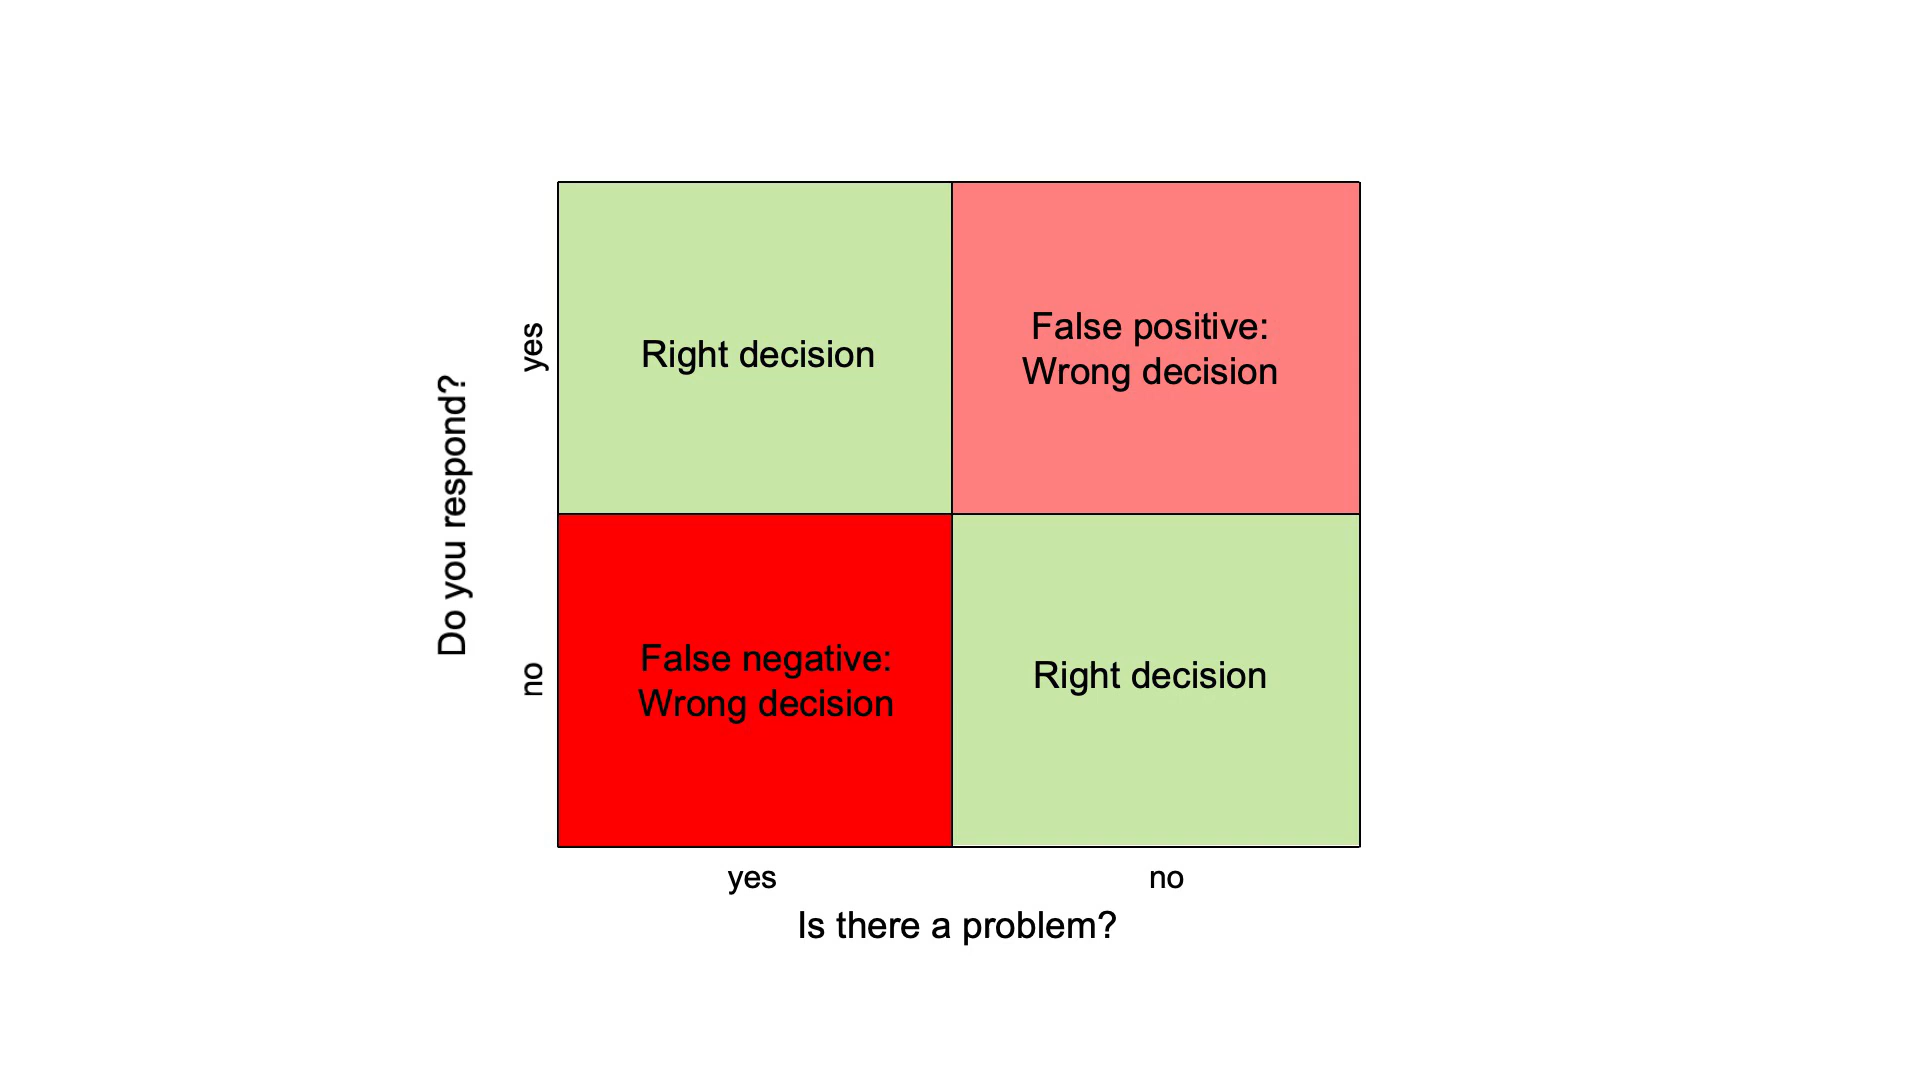 Do you respond?
yes
no
Right decision
False positive:
Wrong decision
False negative:
Wrong decision
Right decision
yes
no
Is there a problem?